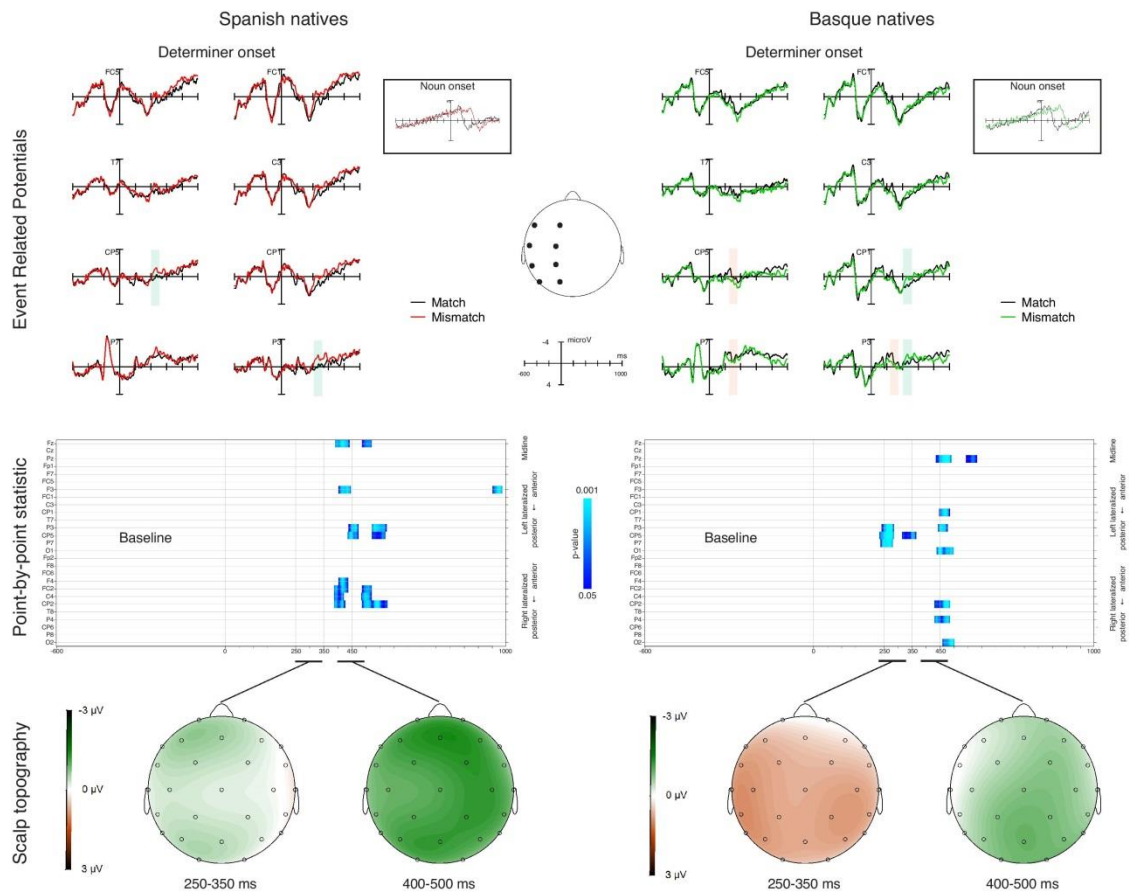 Spanish natives
Basque natives
Determiner onset
Determiner onset
FC5
FC1
Noun onset
FC5
FC1
Noun onset
T7
C3
T7
C3
CP5
CP1
CP5
CP1
Match
Mismatch
Match
Mismatch
P7
P3
-4
microV
ms
-600
1000
4
P7
P3
Event Related Potentials
Point-by-point statistic
Fz
Cz
Pz
Fp1
F7
FC5
F3
FC1
C3
CP1
T7
P3
CP5
P7
O1
Fp2
F8
FC6
F4
FC2
C4
CP2
T8
P4
CP6
P8
O2
Baseline
-600
0
250
350
450
1000
Midline
Left lateralized
posterior ← anterior
Right lateralized
posterior ← anterior
0.001
p-value
0.05
Fz
Cz
Pz
Fp1
F7
FC5
F3
FC1
C3
CP1
T7
P3
CP5
P7
O1
Fp2
F8
FC6
F4
FC2
C4
CP2
T8
P4
CP6
P8
O2
Baseline
-600
0
250
350
450
1000
Midline
Left lateralized
posterior ← anterior
Right lateralized
posterior ← anterior
Scalp topography
-3 µV
0 µV
3 µV
250-350 ms
400-500 ms
-3 µV
0 µV
3 µV
250-350 ms
400-500 ms